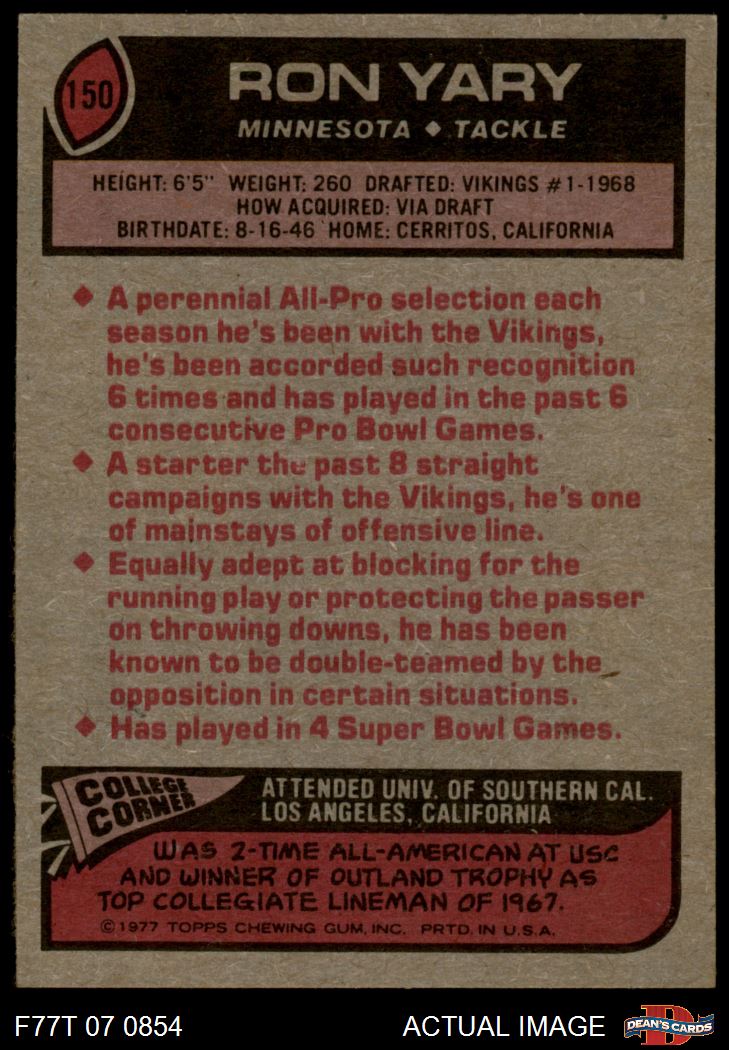 150
RON YARY
MINNESOTA ♦ TACKLE
HEIGHT: 6'5" WEIGHT: 260 DRAFTED: VIKINGS #1-1968
HOW ACQUIRED: VIA DRAFT
BIRTHDATE: 8-16-46 HOME: CERRITOS, CALIFORNIA
♦ A perennial All-Pro selection each
season he's been with the Vikings,
he's been accorded such recognition
6 times and has played in the past 6
consecutive Pro Bowl Games.
♦ A starter the past 8 straight
campaigns with the Vikings, he's one
of mainstays of offensive line.
♦ Equally adept at blocking for the
running play or protecting the passer
on throwing downs, he has been
known to be double-teamed by the
opposition in certain situations.
♦ Has played in 4 Super Bowl Games.
COLLEGE
CORNER
ATTENDED UNIV. OF SOUTHERN CAL.
LOS ANGELES, CALIFORNIA
WAS 2-TIME ALL-AMERICAN AT USC
AND WINNER OF OUTLAND TROPHY AS
TOP COLLEGIATE LINEMAN OF 1967.
©1977 TOPPS CHEWING GUM, INC. PRTD. IN U.S.A.
F77T 07 0854
ACTUAL IMAGE
D
DEAN'S CARDS